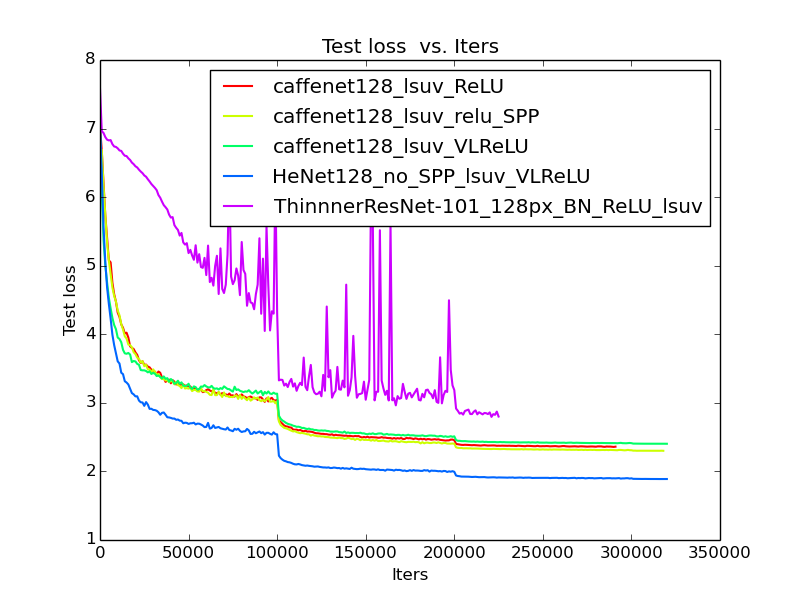 Test loss  vs. Iters
8
7
6
5
4
3
2
1
Test loss
caffenet128_lsuv_ReLU
caffenet128_lsuv_relu_SPP
caffenet128_lsuv_VLReLU
HeNet128_no_SPP_lsuv_VLReLU
ThinnnerResNet-101_128px_BN_ReLU_lsuv
0 50000 100000 150000 200000 250000 300000 350000
Iters